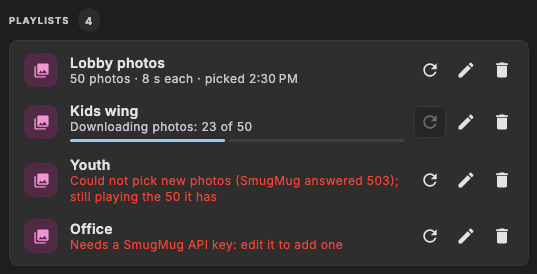 PLAYLISTS 4
Lobby photos
50 photos · 8 s each · picked 2:30 PM
Kids wing
Downloading photos: 23 of 50
Youth
Could not pick new photos (SmugMug answered 503);
still playing the 50 it has
Office
Needs a SmugMug API key: edit it to add one